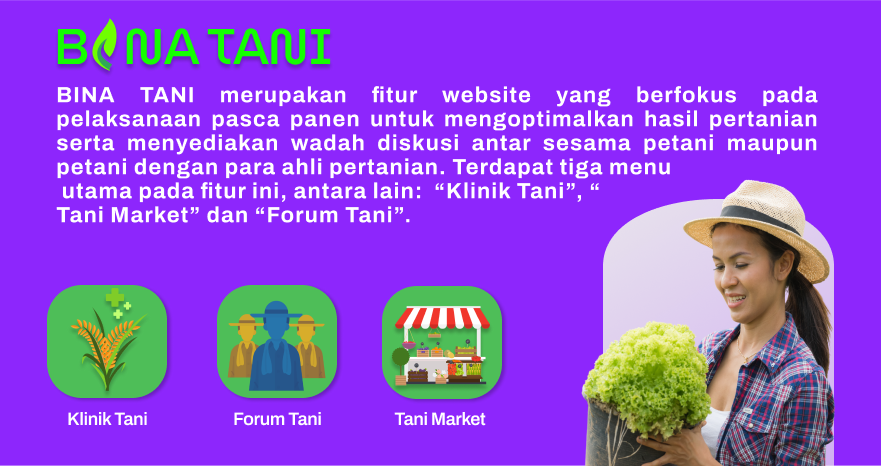 BINA TANI
BINA TANI merupakan fitur website yang berfokus pada
pelaksanaan pasca panen untuk mengoptimalkan hasil pertanian
serta menyediakan wadah diskusi antar sesama petani maupun
petani dengan para ahli pertanian. Terdapat tiga menu
utama pada fitur ini, antara lain: “Klinik Tani”, “
Tani Market” dan “Forum Tani”.
Klinik Tani
Forum Tani
Tani Market